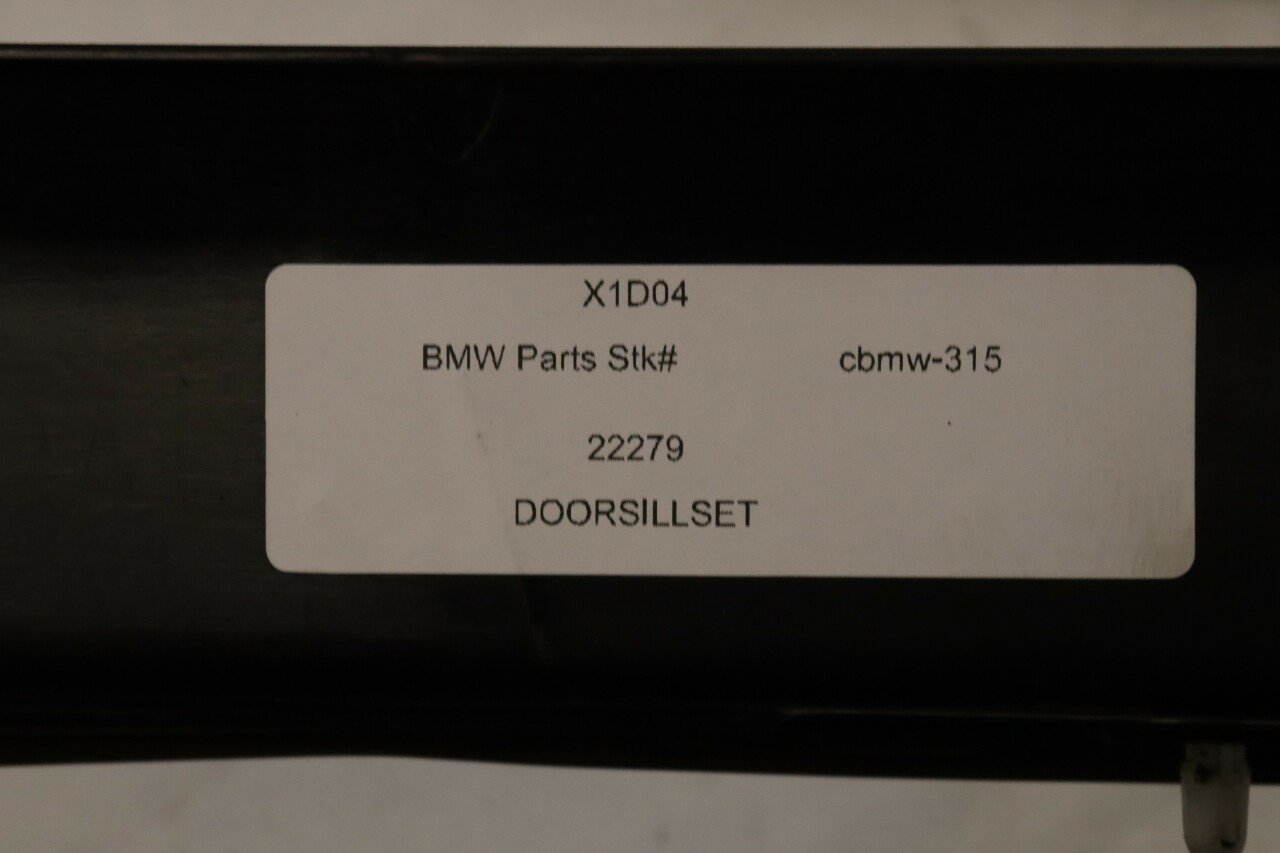 X1D04
BMW Parts Stk# cbmw-315
22279
DOORSILLSET